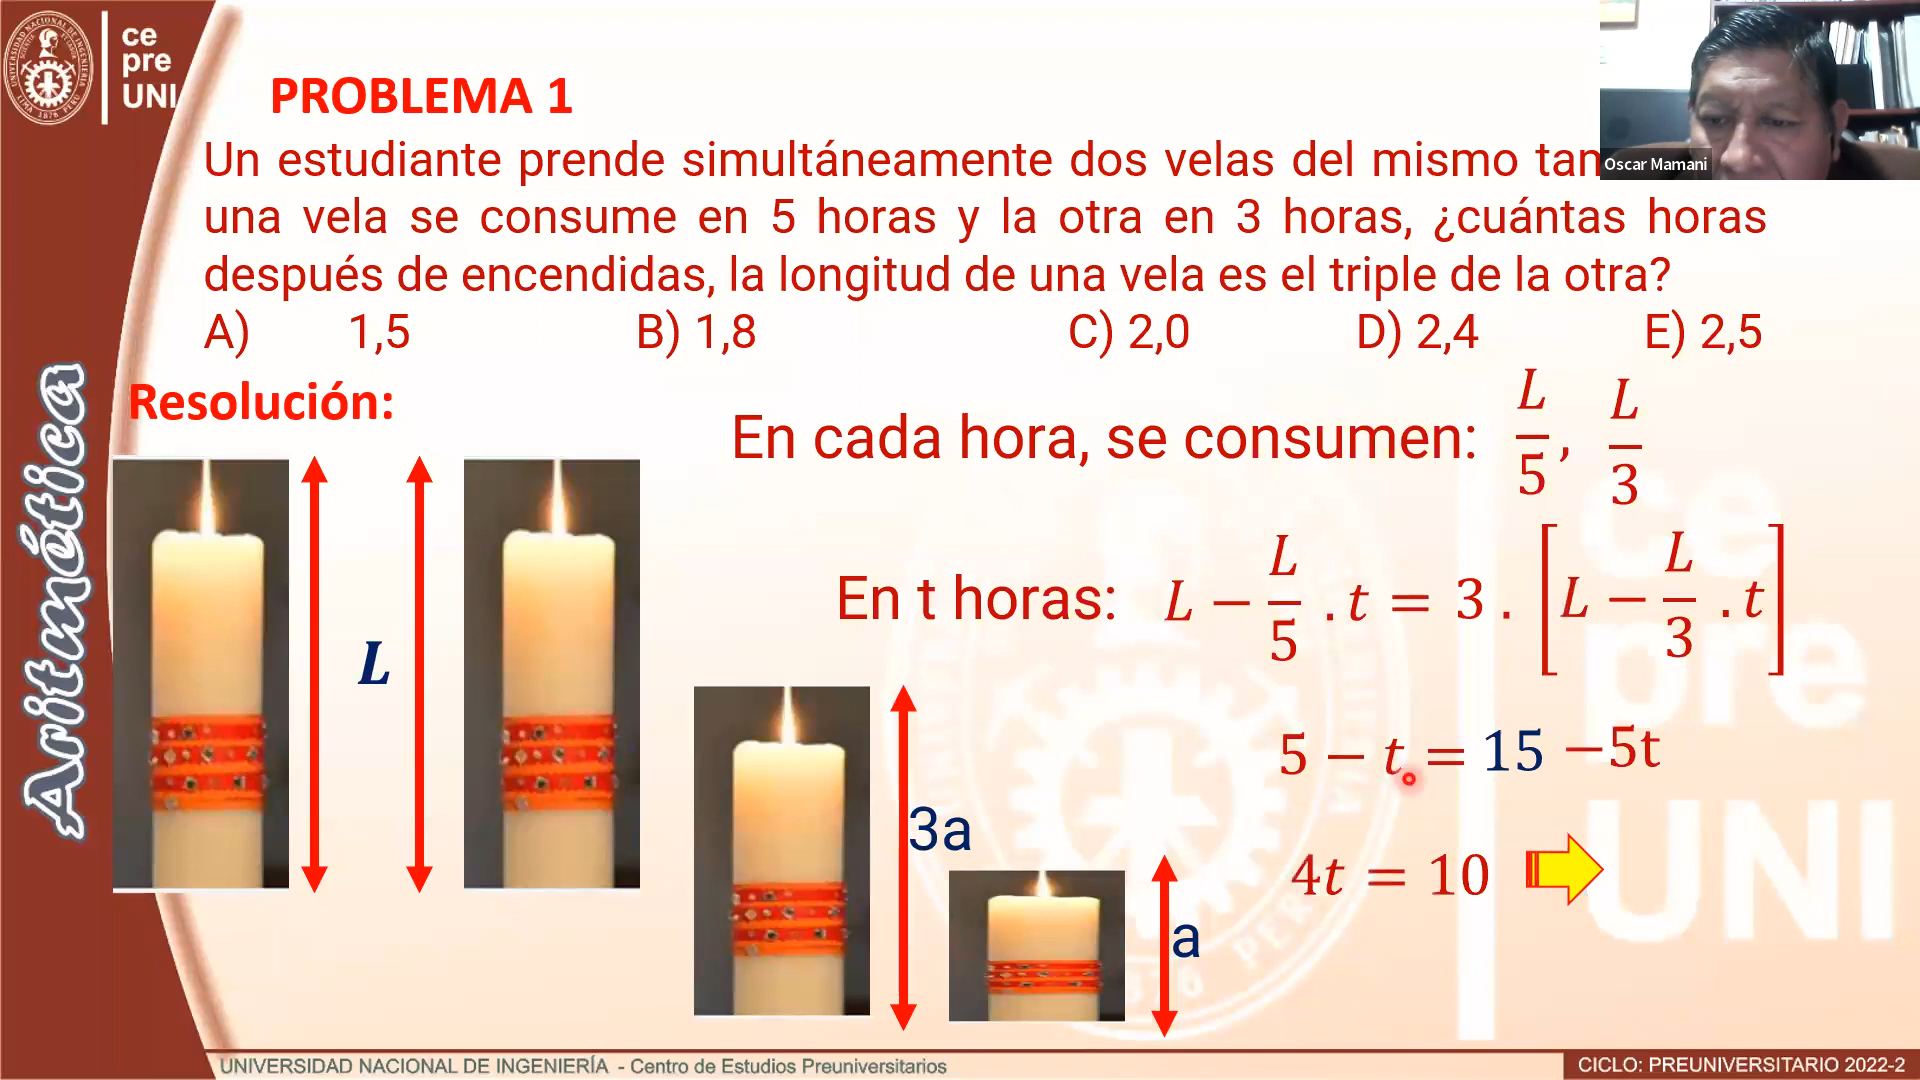 ce
pre
UNI
PROBLEMA 1
Un estudiante prende simultáneamente dos velas del mismo
una vela se consume en 5 horas y la otra en 3 horas, ¿cuántas horas
después de encendidas, la longitud de una vela es el triple de la otra?
A) 1,5 B) 1,8 C) 2,0 D) 2,4 E) 2,5
Oscar Mamani
Aritmética
Resolución:
En cada hora, se consumen: L/5, L/3
En t horas: L − L/5 . t = 3 . [L − L/3 . t]
L
5 − t = 15 −5t
3a
4t = 10
a
ce
pre
UNI
UNIVERSIDAD NACIONAL DE INGENIERÍA - Centro de Estudios Preuniversitarios
CICLO: PREUNIVERSITARIO 2022-2